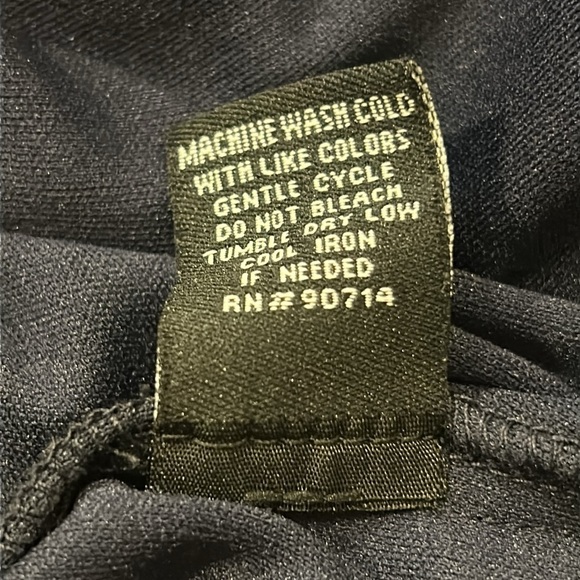 MACHINE WASH COLD
WITH LIKE COLORS
GENTLE CYCLE
DO NOT BLEACH
TUMBLE DRY LOW
COOL IRON
IF NEEDED
RN# 90714